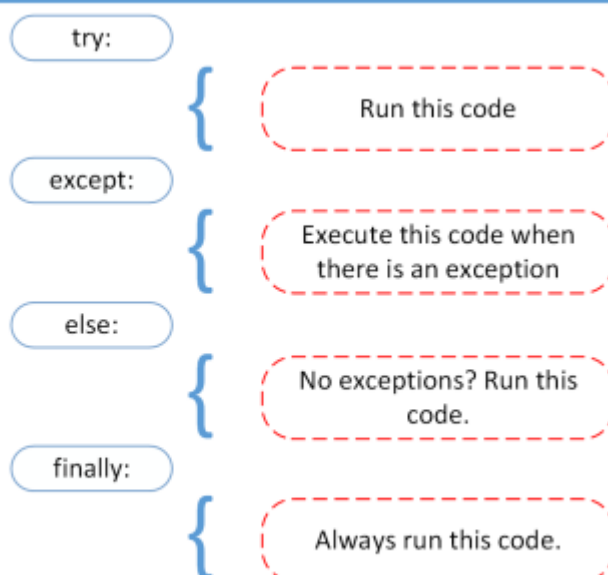 try:
Run this code
except:
Execute this code when
there is an exception
else:
No exceptions? Run this
code.
finally:
Always run this code.